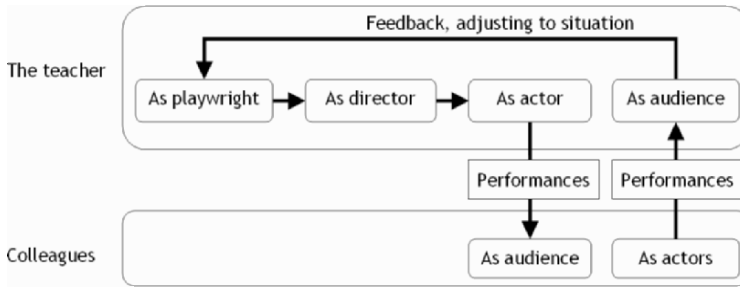 Feedback, adjusting to situation
The teacher
As playwright
As director
As actor
As audience
Performances
Performances
Colleagues
As audience
As actors